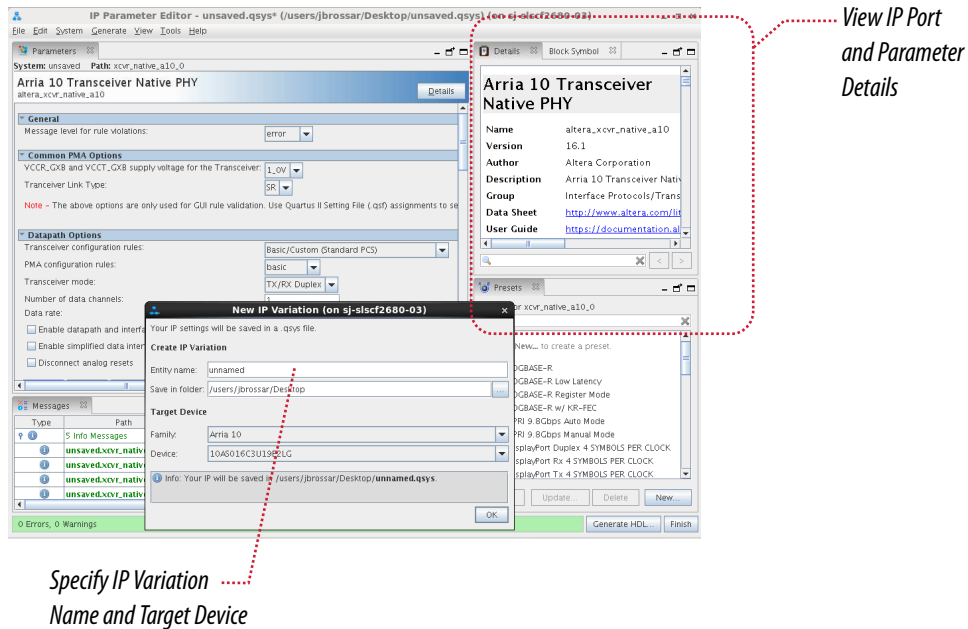 IP Parameter Editor - unsaved.qsys* (/users/jbrossar/Desktop/unsaved.qsys) (on sj-slscf2680-03)
File Edit System Generate View Tools Help
Parameters
System: unsaved Path: xcvr_native_a10_0
Arria 10 Transceiver Native PHY
altera_xcvr_native_a10
Details
General
Message level for rule violations: error
Common PMA Options
VCCR_GXB and VCCT_GXB supply voltage for the Transceiver: 1_0V
Tranceiver Link Type: SR
Note - The above options are only used for GUI rule validation. Use Quartus II Setting File (.qsf) assignments to se
Datapath Options
Transceiver configuration rules: Basic/Custom (Standard PCS)
PMA configuration rules: basic
Transceiver mode: TX/RX Duplex
Number of data channels: 1
Data rate:
Enable datapath and interfa
Enable simplified data inter
Disconnect analog resets
Messages
Type Path
5 Info Messages
unsaved.xcvr_native
unsaved.xcvr_native
unsaved.xcvr_native
unsaved.xcvr_native
0 Errors, 0 Warnings
Details Block Symbol
Arria 10 Transceiver
Native PHY
Name altera_xcvr_native_a10
Version 16.1
Author Altera Corporation
Description Arria 10 Transceiver Nativ
Group Interface Protocols/Trans
Data Sheet http://www.altera.com/lit
User Guide https://documentation.al
Presets
or xcvr_native_a10_0
New... to create a preset.
GBASE-R
GBASE-R Low Latency
GBASE-R Register Mode
GBASE-R w/ KR-FEC
PRI 9.8Gbps Auto Mode
PRI 9.8Gbps Manual Mode
splayPort Duplex 4 SYMBOLS PER CLOCK
splayPort Rx 4 SYMBOLS PER CLOCK
splayPort Tx 4 SYMBOLS PER CLOCK
Update... Delete New...
Generate HDL... Finish
New IP Variation (on sj-slscf2680-03)
Your IP settings will be saved in a .qsys file.
Create IP Variation
Entity name: unnamed
Save in folder: /users/jbrossar/Desktop ...
Target Device
Family: Arria 10
Device: 10AS016C3U19E2LG
Info: Your IP will be saved in /users/jbrossar/Desktop/unnamed.qsys.
OK
View IP Port
and Parameter
Details
Specify IP Variation
Name and Target Device